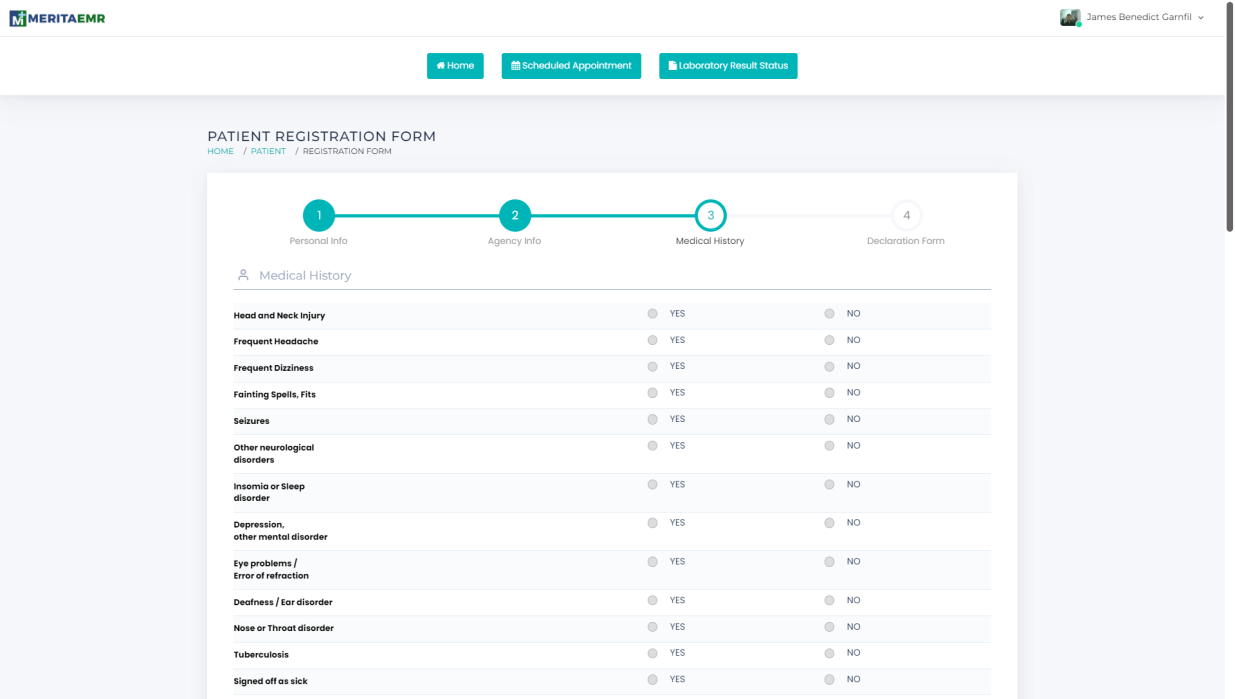 MERITAEMR
James Benedict Garnfil
Home
Scheduled Appointment
Laboratory Result Status
PATIENT REGISTRATION FORM
HOME / PATIENT / REGISTRATION FORM
1
2
3
4
Personal Info
Agency Info
Medical History
Declaration Form
Medical History
Head and Neck Injury YES NO
Frequent Headache YES NO
Frequent Dizziness YES NO
Fainting Spells, Fits YES NO
Seizures YES NO
Other neurological YES NO
disorders
Insomia or Sleep YES NO
disorder
Depression, YES NO
other mental disorder
Eye problems / YES NO
Error of refraction
Deafness / Ear disorder YES NO
Nose or Throat disorder YES NO
Tuberculosis YES NO
Signed off as sick YES NO